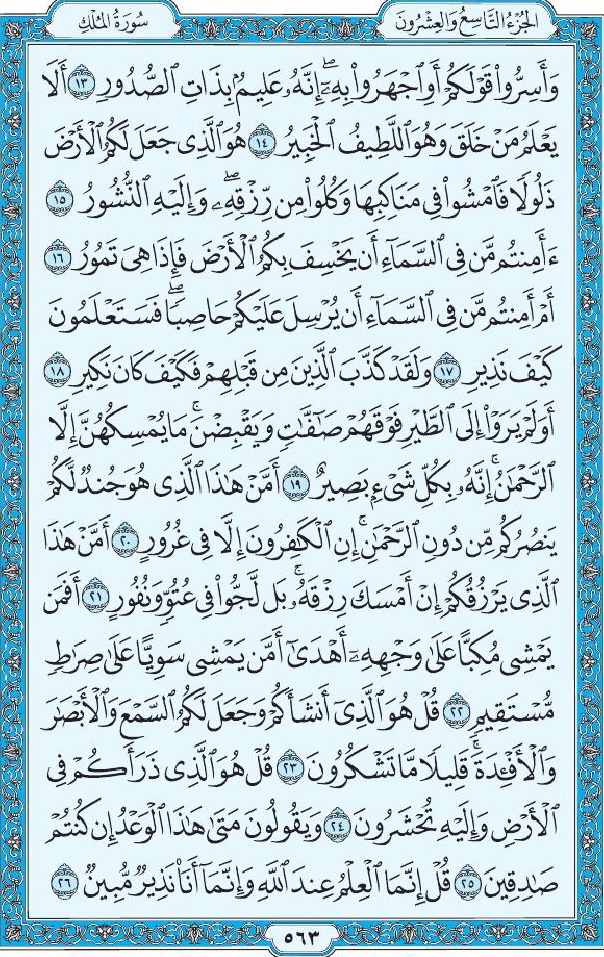 الجُزْءُ التَّاسِعُ وَالعِشْرُونَ
سُورَةُ المُلْكِ
وَأَسِرُّوا۟ قَوْلَكُمْ أَوِ ٱجْهَرُوا۟ بِهِۦٓ ۖ إِنَّهُۥ عَلِيمٌۢ بِذَاتِ ٱلصُّدُورِ ١٣ أَلَا
يَعْلَمُ مَنْ خَلَقَ وَهُوَ ٱللَّطِيفُ ٱلْخَبِيرُ ١٤ هُوَ ٱلَّذِى جَعَلَ لَكُمُ ٱلْأَرْضَ
ذَلُولًا فَٱمْشُوا۟ فِى مَنَاكِبِهَا وَكُلُوا۟ مِن رِّزْقِهِۦ ۖ وَإِلَيْهِ ٱلنُّشُورُ ١٥
ءَأَمِنتُم مَّن فِى ٱلسَّمَآءِ أَن يَخْسِفَ بِكُمُ ٱلْأَرْضَ فَإِذَا هِىَ تَمُورُ ١٦
أَمْ أَمِنتُم مَّن فِى ٱلسَّمَآءِ أَن يُرْسِلَ عَلَيْكُمْ حَاصِبًا ۖ فَسَتَعْلَمُونَ
كَيْفَ نَذِيرِ ١٧ وَلَقَدْ كَذَّبَ ٱلَّذِينَ مِن قَبْلِهِمْ فَكَيْفَ كَانَ نَكِيرِ ١٨
أَوَلَمْ يَرَوْا۟ إِلَى ٱلطَّيْرِ فَوْقَهُمْ صَٰٓفَّٰتٍ وَيَقْبِضْنَ ۚ مَا يُمْسِكُهُنَّ إِلَّا
ٱلرَّحْمَٰنُ ۚ إِنَّهُۥ بِكُلِّ شَىْءٍۭ بَصِيرٌ ١٩ أَمَّنْ هَٰذَا ٱلَّذِى هُوَ جُندٌ لَّكُمْ
يَنصُرُكُم مِّن دُونِ ٱلرَّحْمَٰنِ ۚ إِنِ ٱلْكَٰفِرُونَ إِلَّا فِى غُرُورٍ ٢٠ أَمَّنْ هَٰذَا
ٱلَّذِى يَرْزُقُكُمْ إِنْ أَمْسَكَ رِزْقَهُۥ ۚ بَل لَّجُّوا۟ فِى عُتُوٍّ وَنُفُورٍ ٢١ أَفَمَن
يَمْشِى مُكِبًّا عَلَىٰ وَجْهِهِۦٓ أَهْدَىٰٓ أَمَّن يَمْشِى سَوِيًّا عَلَىٰ صِرَٰطٍ
مُّسْتَقِيمٍ ٢٢ قُلْ هُوَ ٱلَّذِىٓ أَنشَأَكُمْ وَجَعَلَ لَكُمُ ٱلسَّمْعَ وَٱلْأَبْصَٰرَ
وَٱلْأَفْـِٔدَةَ ۖ قَلِيلًا مَّا تَشْكُرُونَ ٢٣ قُلْ هُوَ ٱلَّذِى ذَرَأَكُمْ فِى
ٱلْأَرْضِ وَإِلَيْهِ تُحْشَرُونَ ٢٤ وَيَقُولُونَ مَتَىٰ هَٰذَا ٱلْوَعْدُ إِن كُنتُمْ
صَٰدِقِينَ ٢٥ قُلْ إِنَّمَا ٱلْعِلْمُ عِندَ ٱللَّهِ وَإِنَّمَآ أَنَا۠ نَذِيرٌ مُّبِينٌ ٢٦
٥٦٣